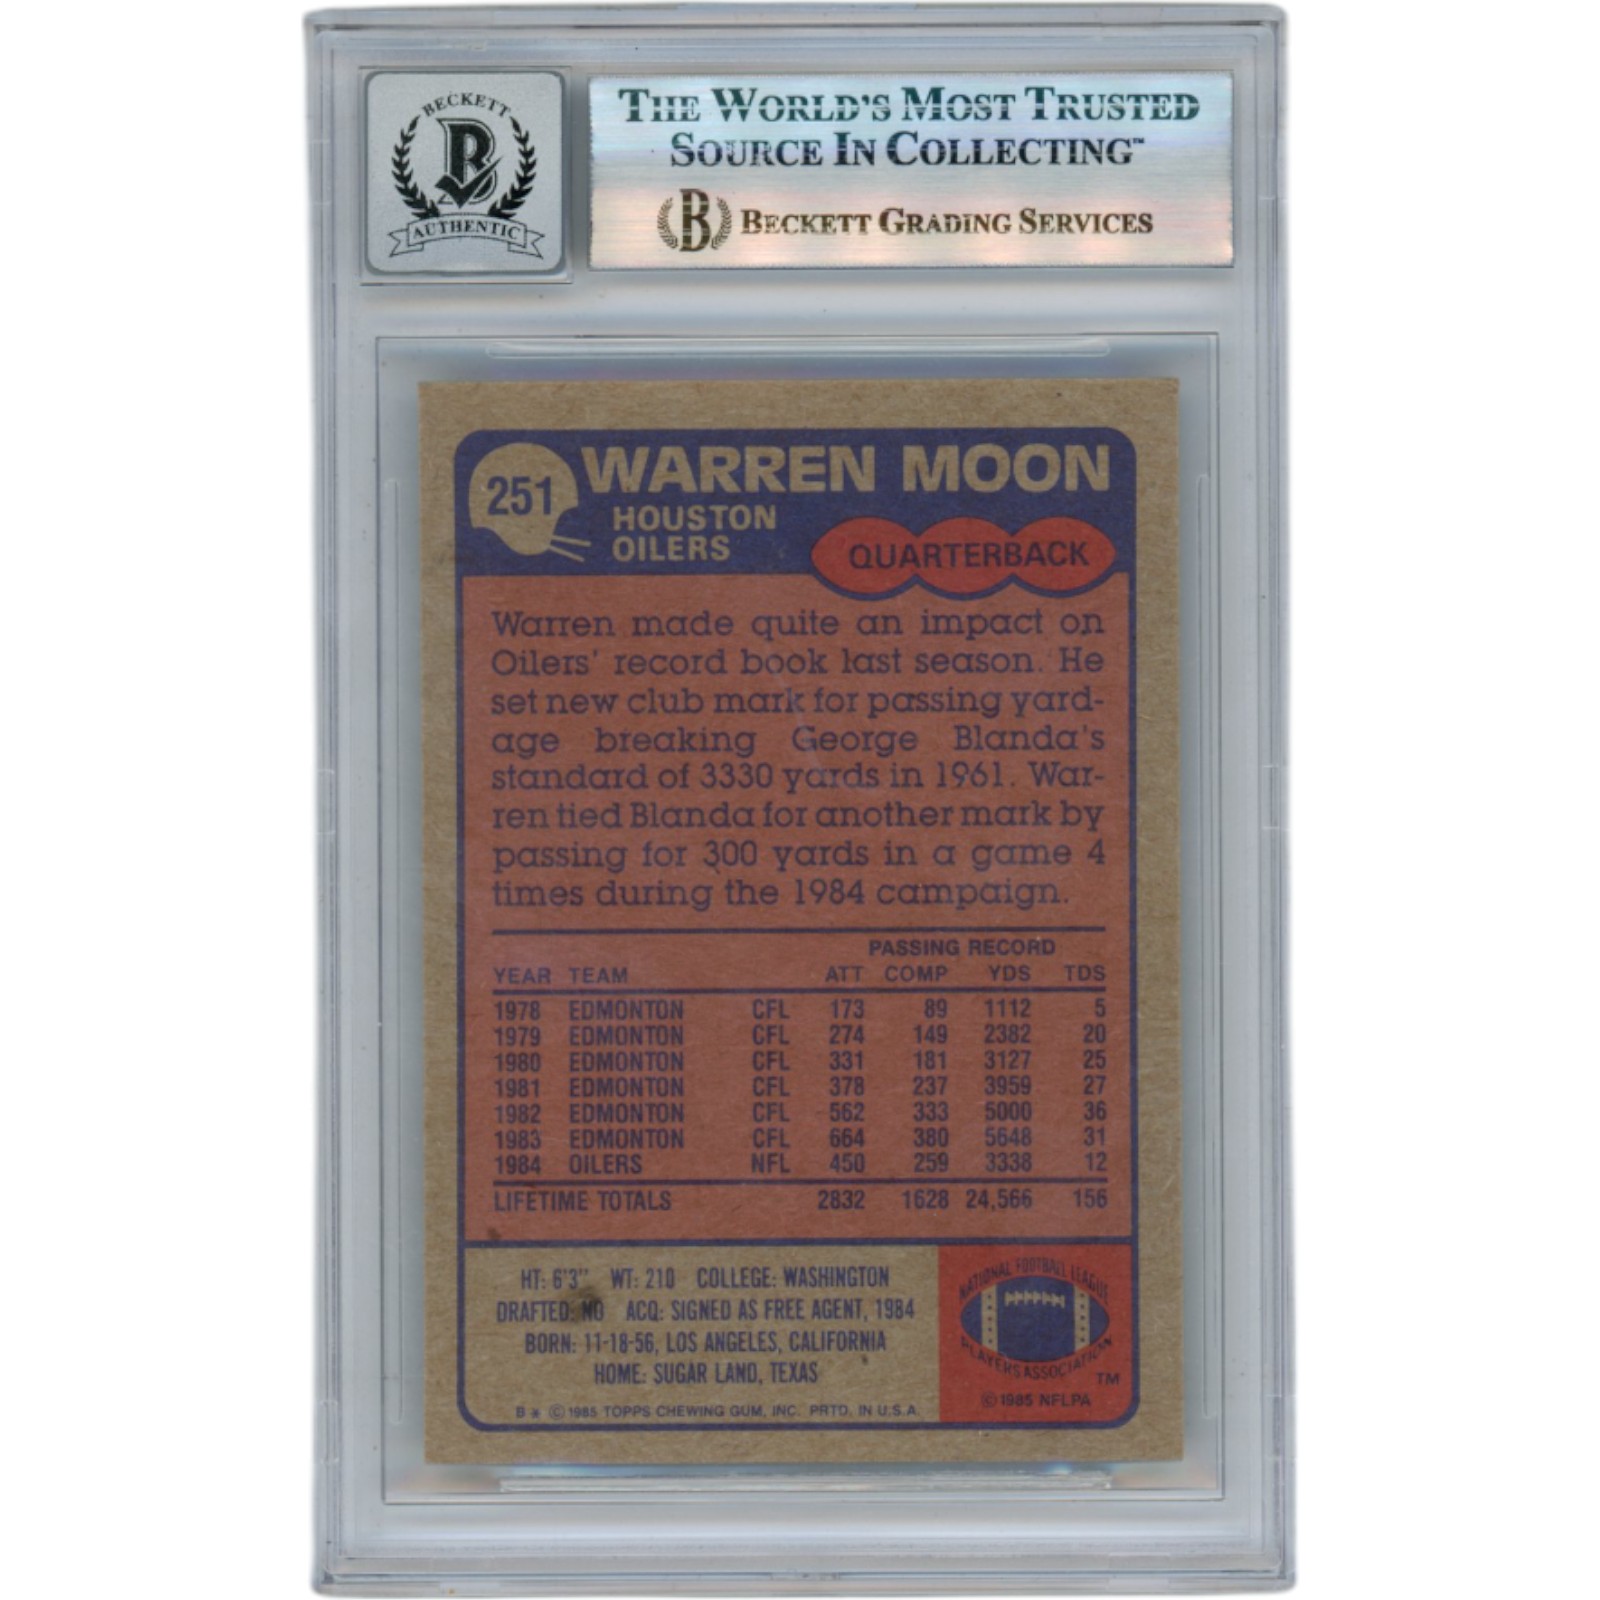 BECKETT
B
AUTHENTIC
THE WORLD'S MOST TRUSTED
SOURCE IN COLLECTING™
B BECKETT GRADING SERVICES
251 WARREN MOON
HOUSTON
OILERS
QUARTERBACK
Warren made quite an impact on
Oilers' record book last season. He
set new club mark for passing yard-
age breaking George Blanda's
standard of 3330 yards in 1961. War-
ren tied Blanda for another mark by
passing for 300 yards in a game 4
times during the 1984 campaign.
PASSING RECORD
YEAR TEAM ATT COMP YDS TDS
1978 EDMONTON CFL 173 89 1112 5
1979 EDMONTON CFL 274 149 2382 20
1980 EDMONTON CFL 331 181 3127 25
1981 EDMONTON CFL 378 237 3959 27
1982 EDMONTON CFL 562 333 5000 36
1983 EDMONTON CFL 664 380 5648 31
1984 OILERS NFL 450 259 3338 12
LIFETIME TOTALS 2832 1628 24,566 156
HT: 6'3" WT: 210 COLLEGE: WASHINGTON
DRAFTED: NO ACQ: SIGNED AS FREE AGENT, 1984
BORN: 11-18-56, LOS ANGELES, CALIFORNIA
HOME: SUGAR LAND, TEXAS
B * © 1985 TOPPS CHEWING GUM, INC. PRTD. IN U.S.A.
NATIONAL FOOTBALL LEAGUE
PLAYERS ASSOCIATION
TM
© 1985 NFLPA